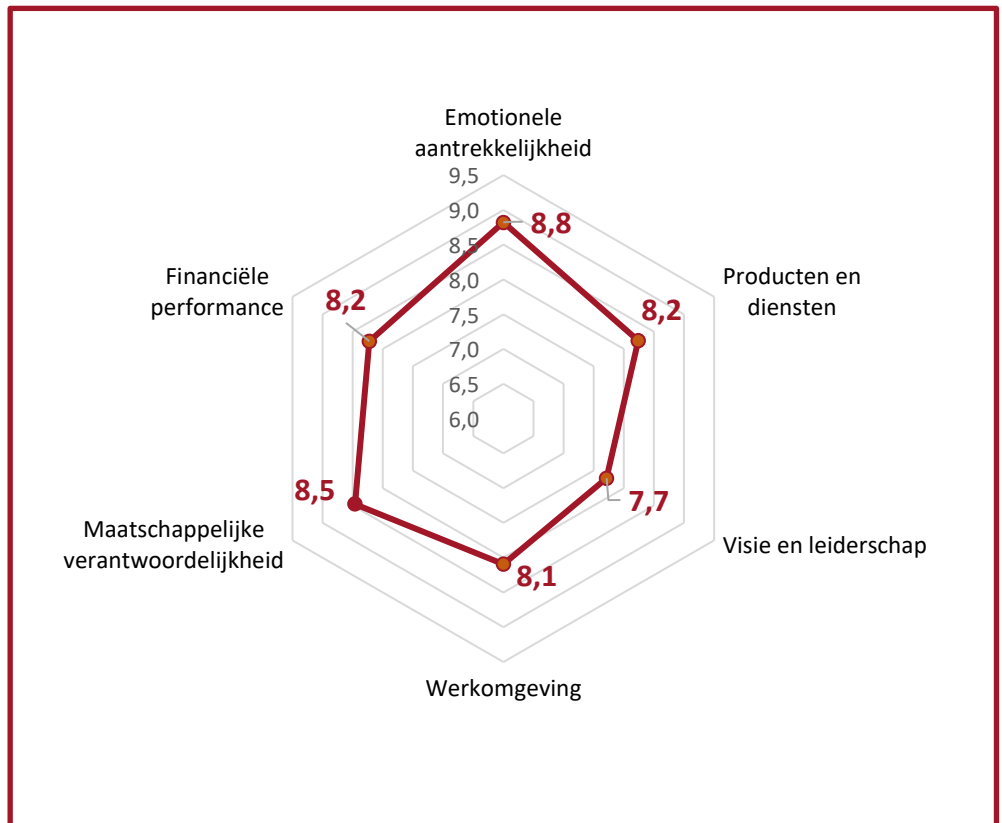 Emotionele
aantrekkelijkheid
9,5
9,0
8,8
8,5
Financiële
performance
8,2
8,0
Producten en
diensten
8,2
7,5
7,0
6,5
6,0
8,5
7,7
Maatschappelijke
verantwoordelijkheid
Visie en leiderschap
8,1
Werkomgeving